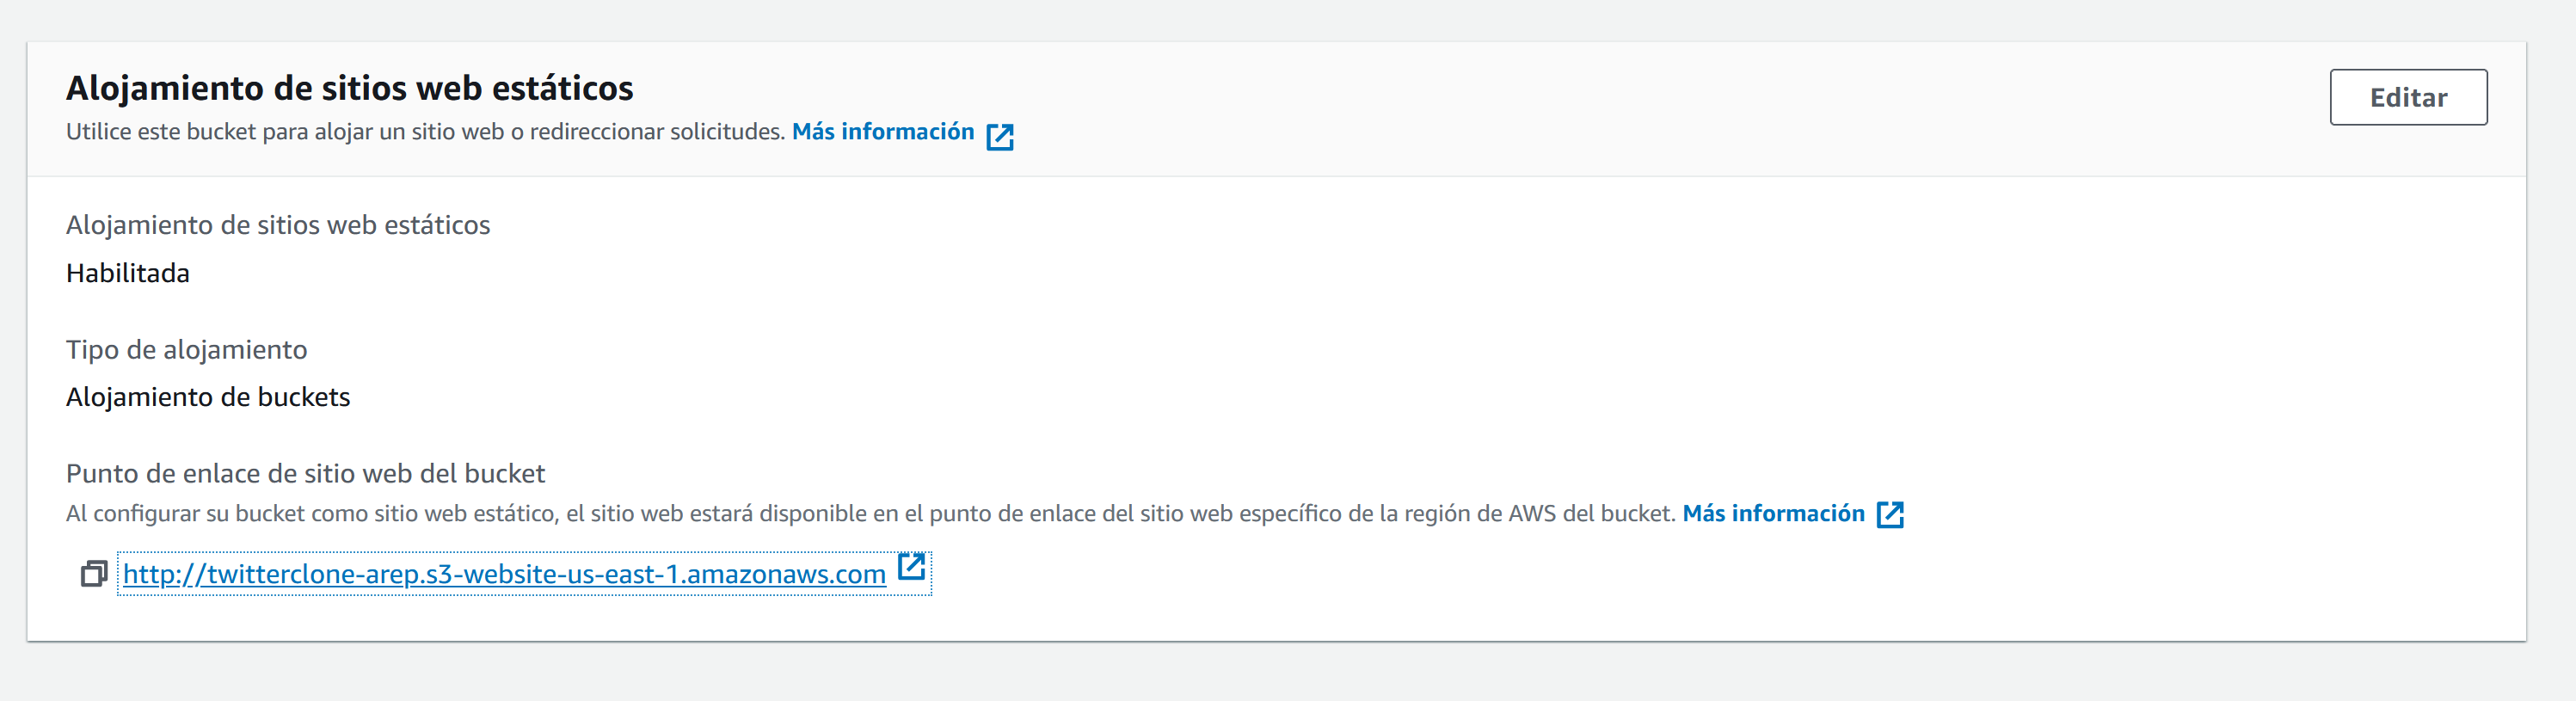 Alojamiento de sitios web estáticos
Editar
Utilice este bucket para alojar un sitio web o redireccionar solicitudes. Más información
Alojamiento de sitios web estáticos
Habilitada
Tipo de alojamiento
Alojamiento de buckets
Punto de enlace de sitio web del bucket
Al configurar su bucket como sitio web estático, el sitio web estará disponible en el punto de enlace del sitio web específico de la región de AWS del bucket. Más información
http://twitterclone-arep.s3-website-us-east-1.amazonaws.com